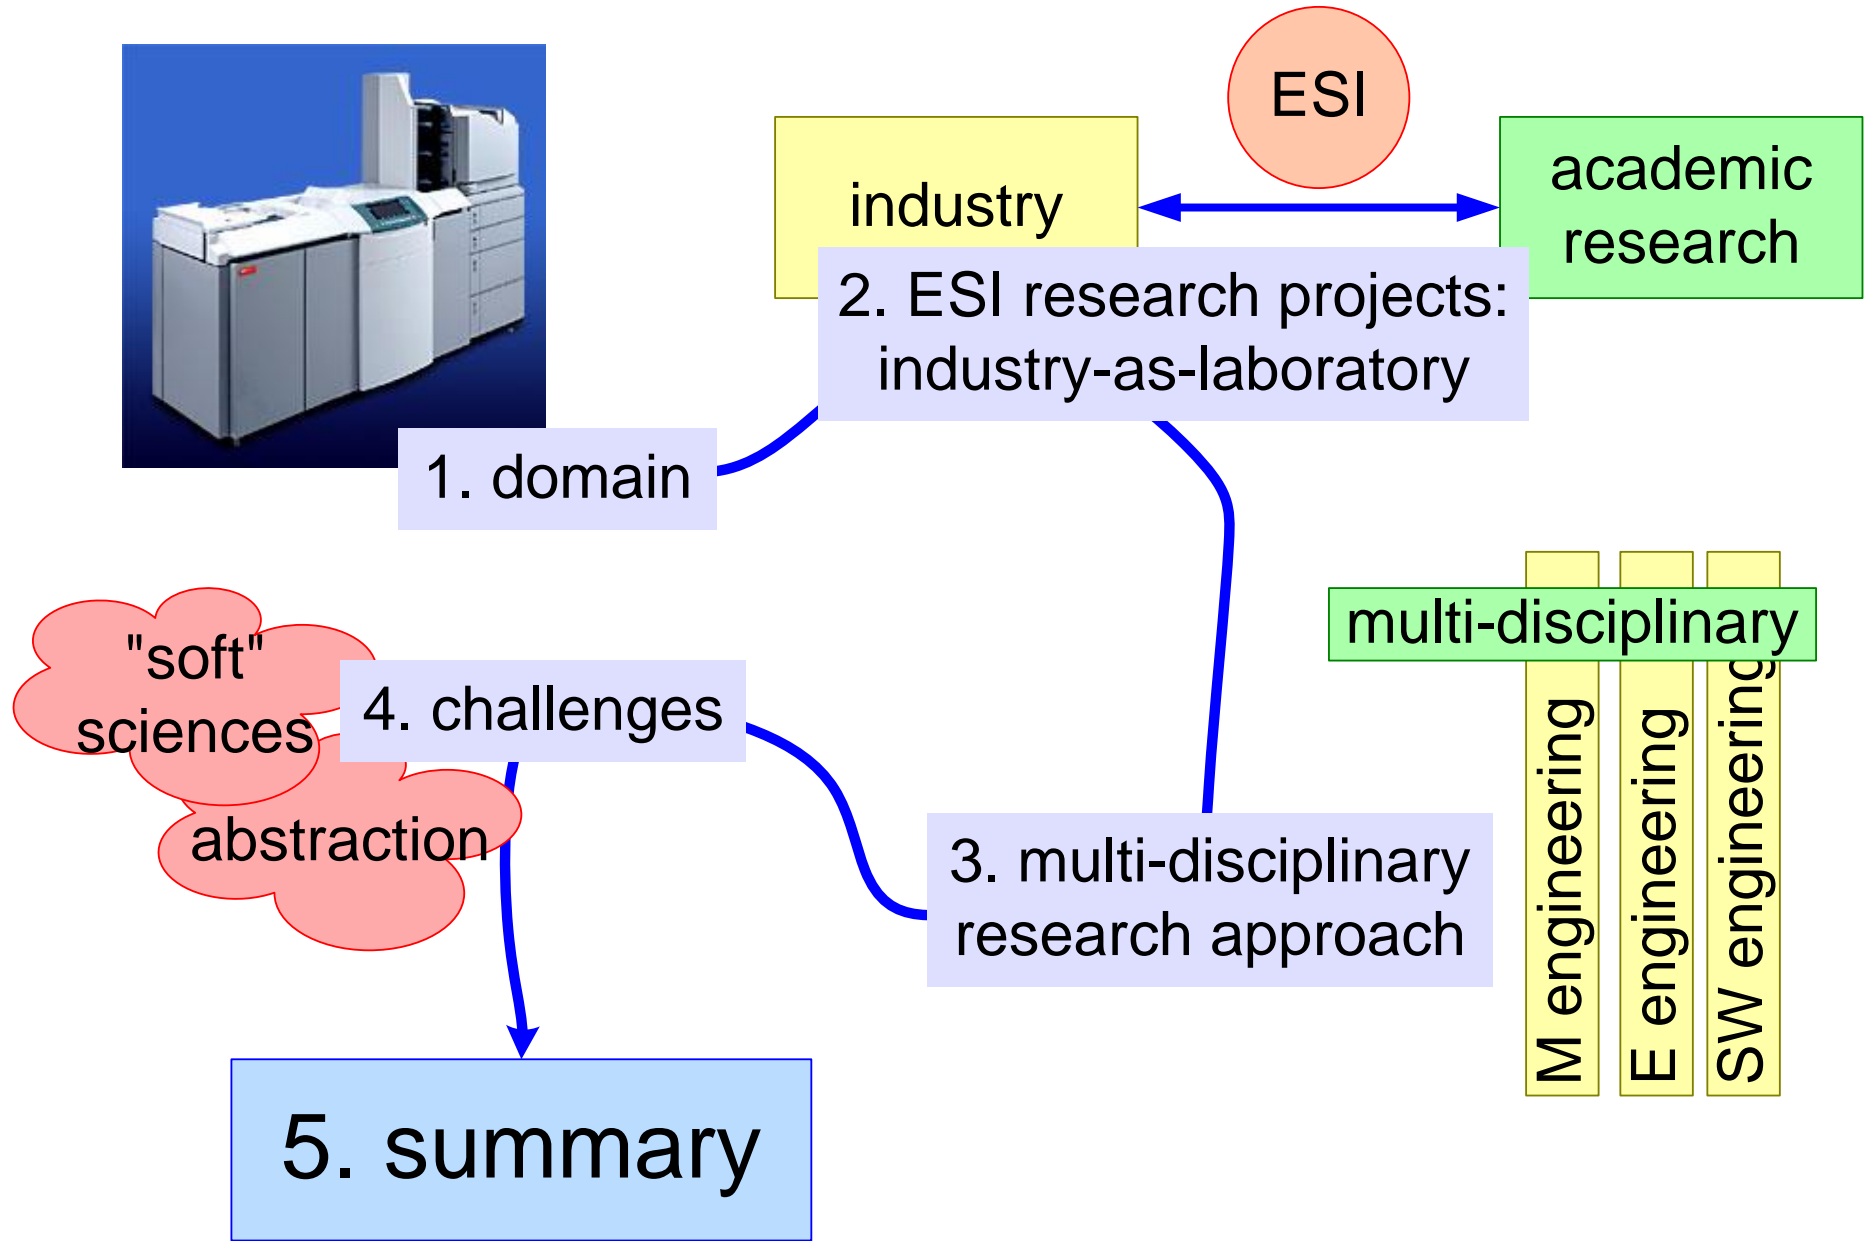 ESI
industry
academic
research
2. ESI research projects:
industry-as-laboratory
1. domain
multi-disciplinary
M engineering
E engineering
SW engineering
"soft"
sciences
4. challenges
abstraction
3. multi-disciplinary
research approach
5. summary